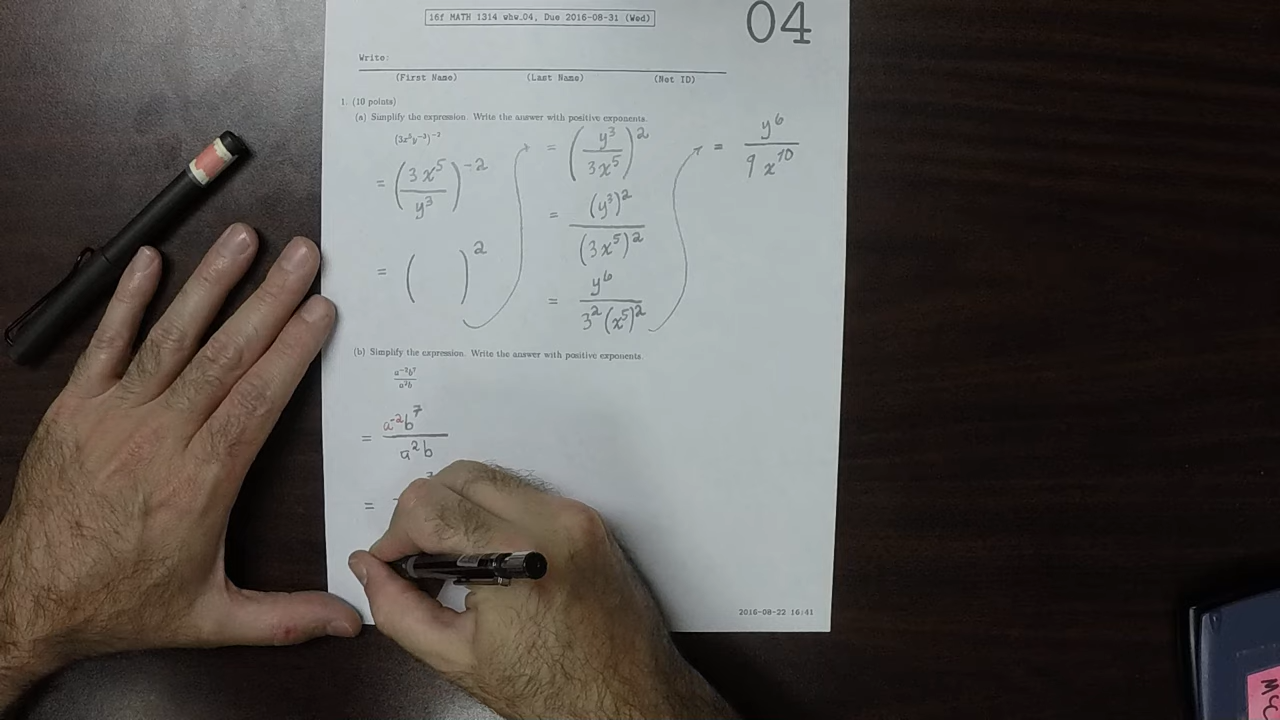 16f MATH 1314 whw_04, Due 2016-08-31 (Wed)
04
Write:
(First Name) (Last Name) (Not ID)
1. (10 points)
(a) Simplify the expression. Write the answer with positive exponents.
(3x⁵y⁻³)⁻²
= (3x⁵/y³)⁻²
= ( )²
= (y³/3x⁵)²
= (y³)²/(3x⁵)²
= y⁶/3²(x⁵)²
= y⁶/9x¹⁰
(b) Simplify the expression. Write the answer with positive exponents.
a⁻²b⁷/a²b
= a⁻²b⁷/a²b
=
2016-08-22 16:41